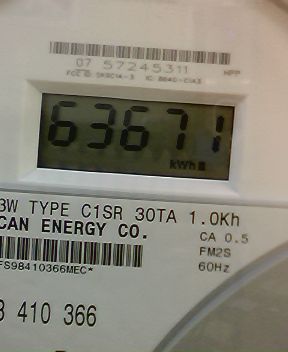 07 57245311
63671
kWh
3W TYPE C1SR 30TA 1.0Kh
CAN ENERGY CO.
CA 0.5
FM2S
60Hz
FS98410366MEC*
8 410 366